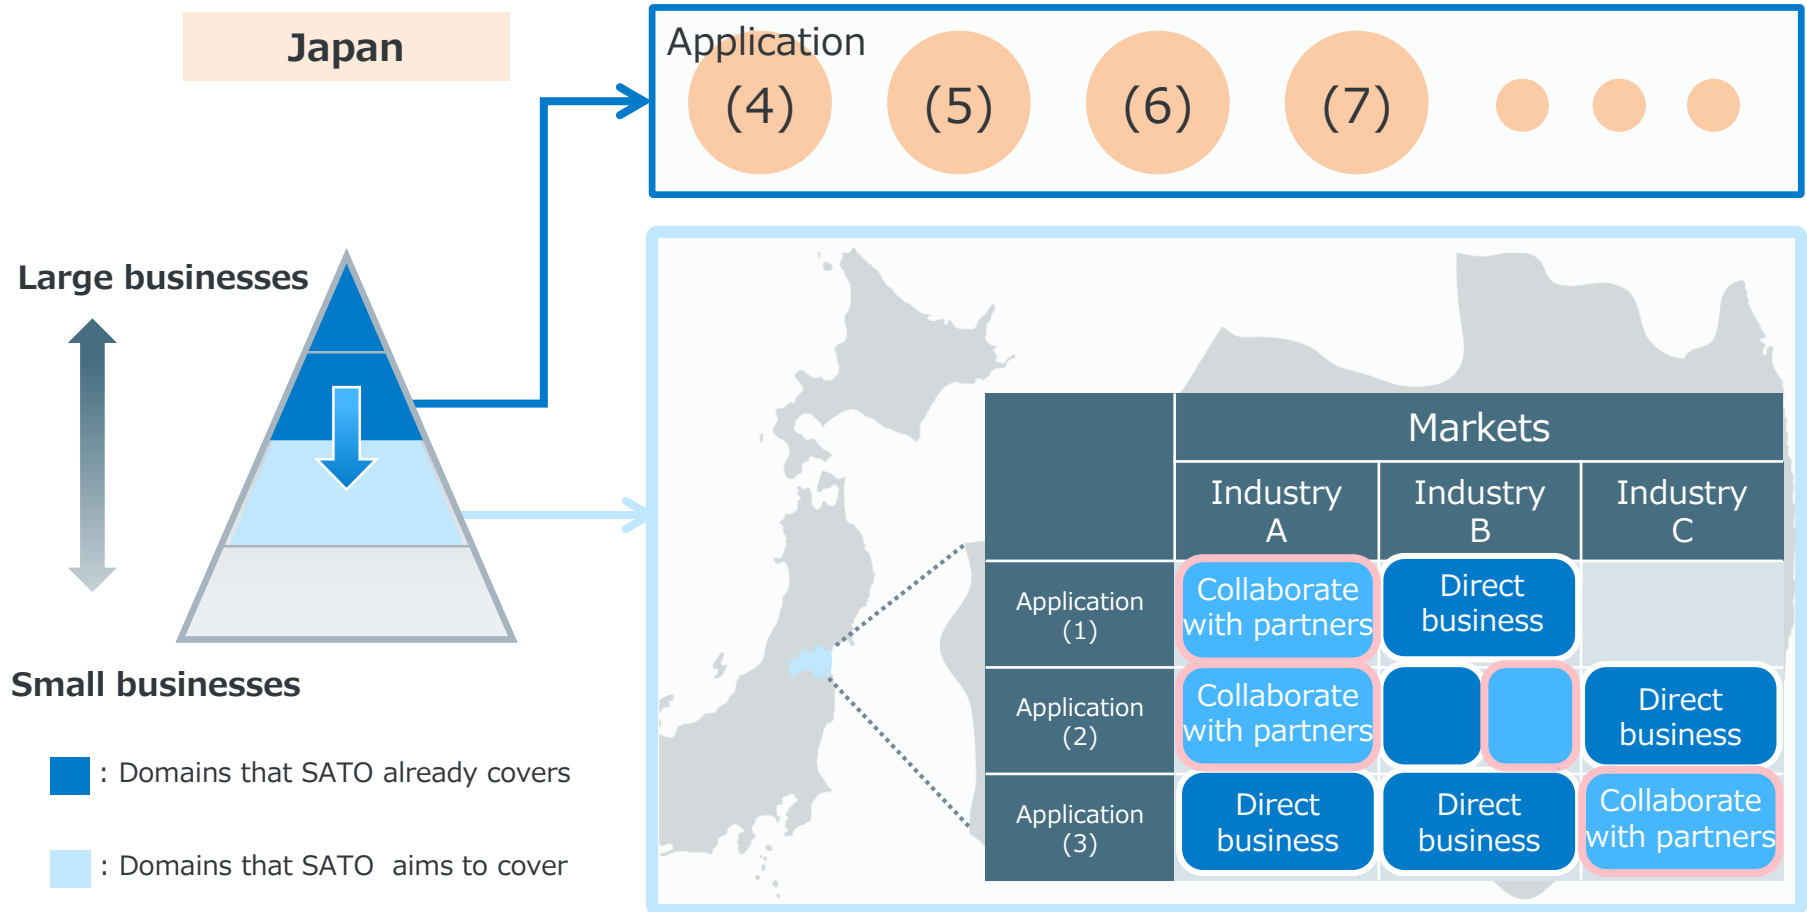 Japan
Application
(4)
(5)
(6)
(7)
Large businesses
Small businesses
: Domains that SATO already covers
: Domains that SATO aims to cover
Markets
Industry
A
Industry
B
Industry
C
Application
(1)
Collaborate
with partners
Direct
business
Application
(2)
Collaborate
with partners
Direct
business
Application
(3)
Direct
business
Direct
business
Collaborate
with partners